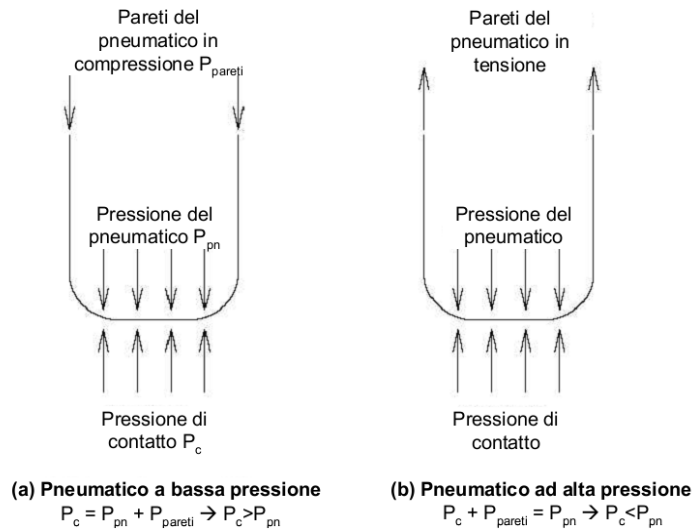 Pareti del
pneumatico in
compressione P_pareti
Pressione del
pneumatico P_pn
Pressione di
contatto P_c
(a) Pneumatico a bassa pressione
P_c = P_pn + P_pareti → P_c>P_pn
Pareti del
pneumatico in
tensione
Pressione del
pneumatico
Pressione di
contatto
(b) Pneumatico ad alta pressione
P_c + P_pareti = P_pn → P_c<P_pn